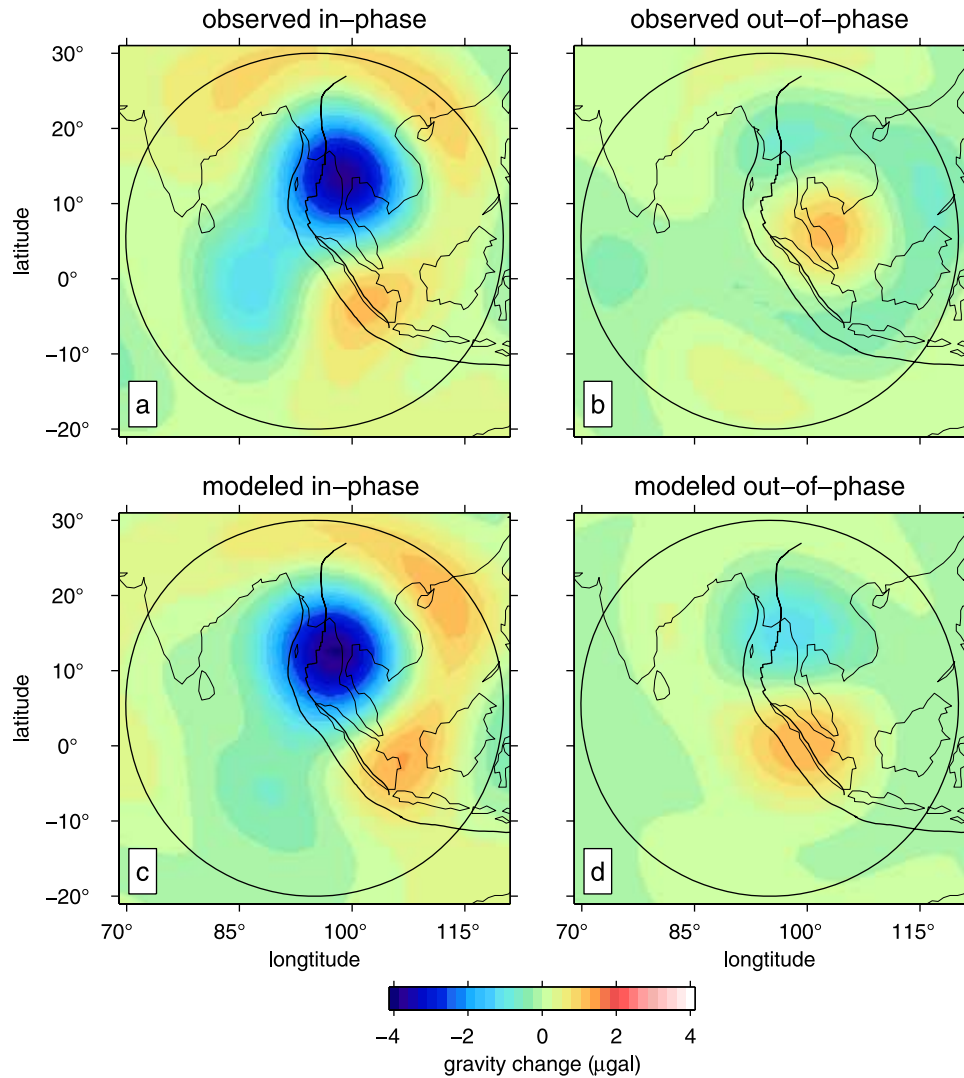 observed in-phase
observed out-of-phase
30°
20°
10°
0°
-10°
-20°
latitude
a
b
modeled in-phase
modeled out-of-phase
30°
20°
10°
0°
-10°
-20°
latitude
c
d
70° 85° 100° 115°
70° 85° 100° 115°
longtitude
longtitude
-4 -2 0 2 4
gravity change (μgal)